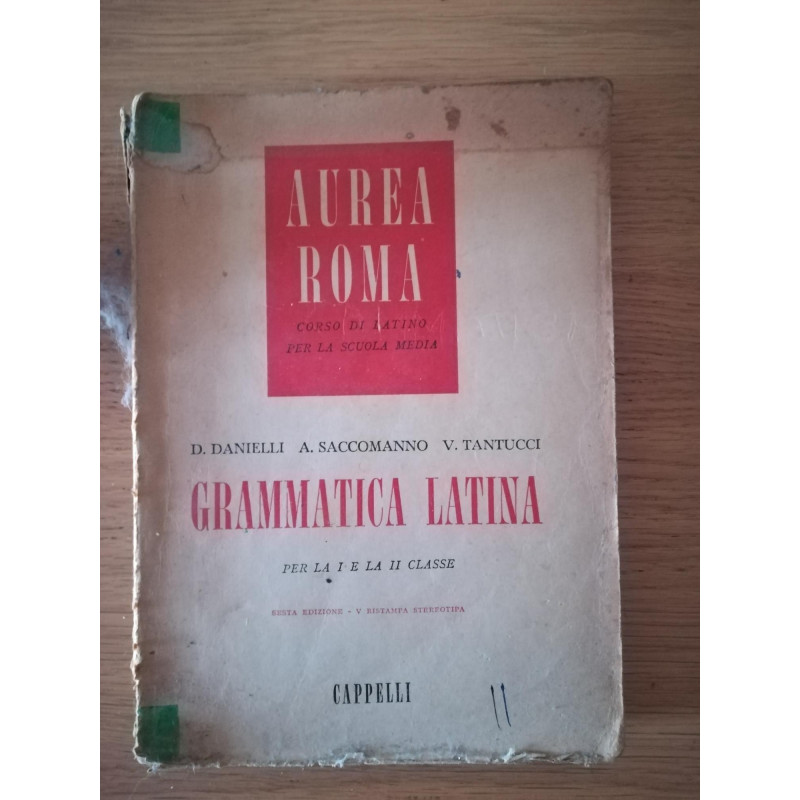 AUREA
ROMA
CORSO DI LATINO
PER LA SCUOLA MEDIA
D. DANIELLI A. SACCOMANNO V. TANTUCCI
GRAMMATICA LATINA
PER LA I E LA II CLASSE
SESTA EDIZIONE - V RISTAMPA STEREOTIPA
CAPPELLI